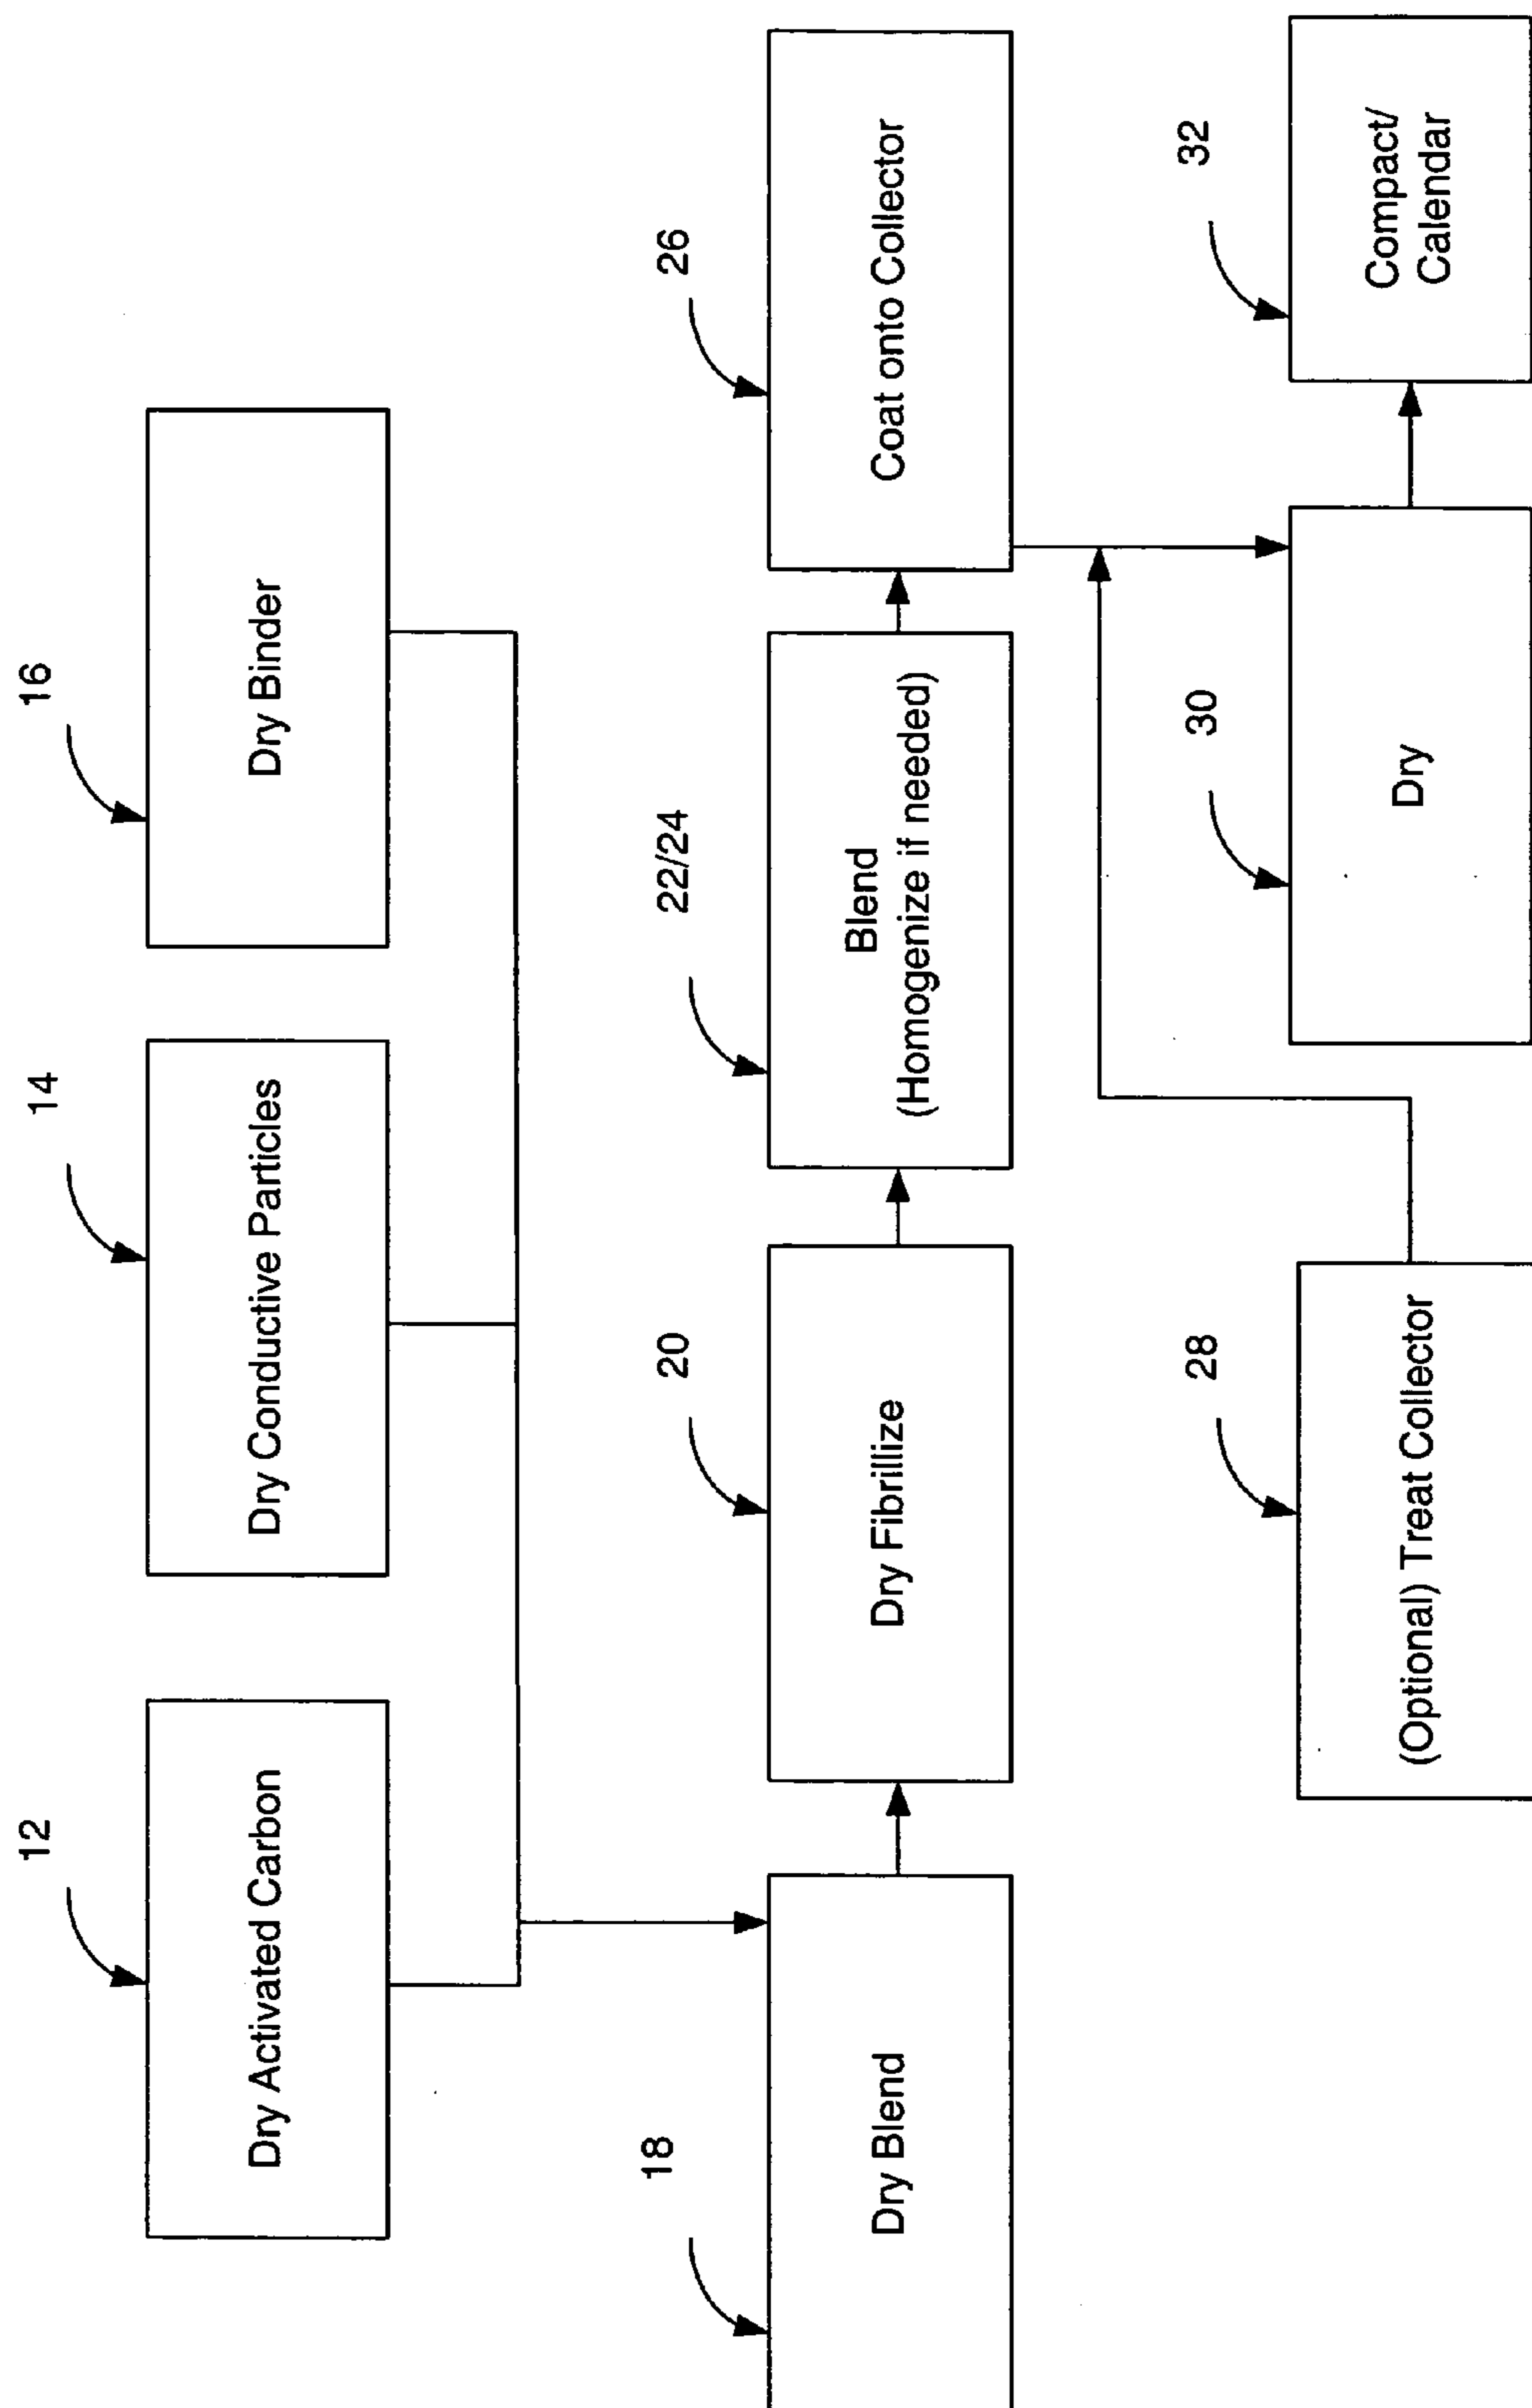 12
Dry Activated Carbon
14
Dry Conductive Particles
16
Dry Binder
18
Dry Blend
20
Dry Fibrillize
22/24
Blend
(Homogenize if needed)
26
Coat onto Collector
28
(Optional) Treat Collector
30
Dry
32
Compact/
Calendar